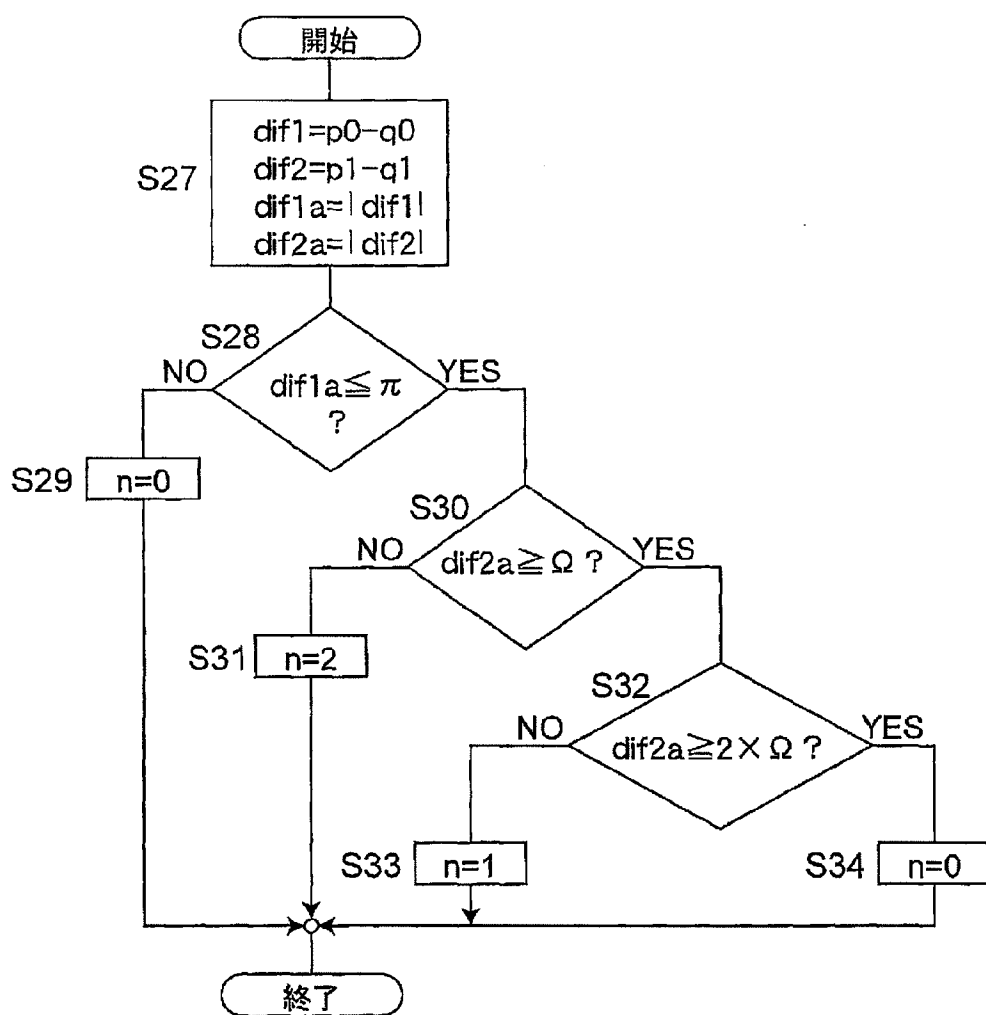 開始
S27
dif1=p0-q0
dif2=p1-q1
dif1a=|dif1|
dif2a=|dif2|
S28
NO
YES
dif1a≦π
?
S29
n=0
S30
NO
YES
dif2a≧Ω?
S31
n=2
S32
NO
YES
dif2a≧2×Ω?
S33
n=1
S34
n=0
終了